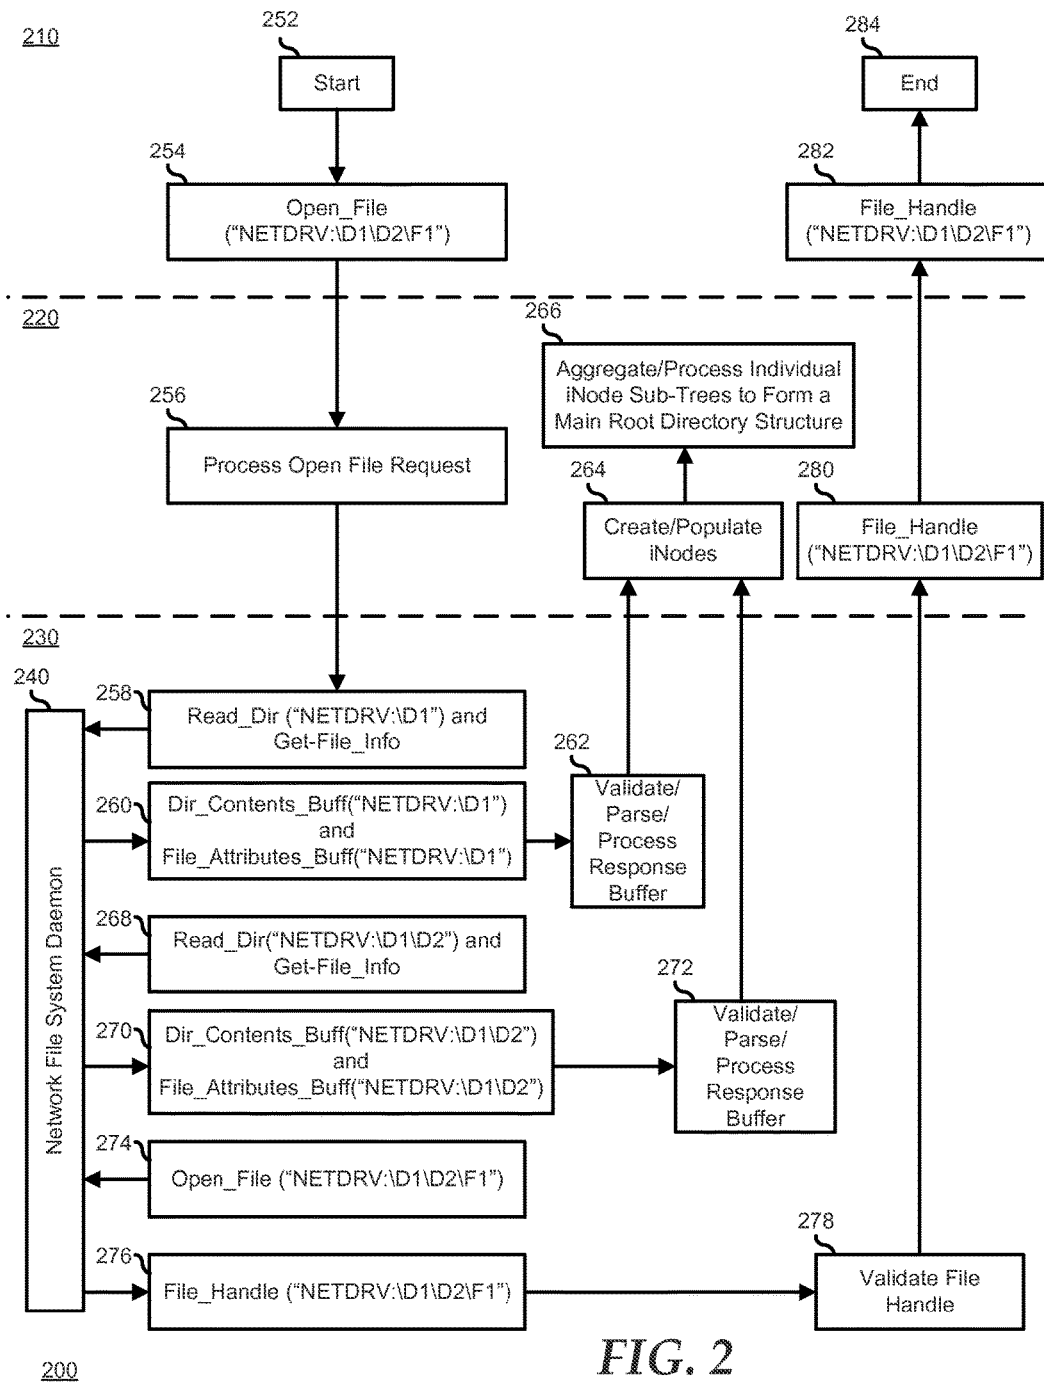 210
252
Start
284
End
254
Open_File
("NETDRV:\D1\D2\F1")
282
File_Handle
("NETDRV:\D1\D2\F1")
220
256
Process Open File Request
266
Aggregate/Process Individual
iNode Sub-Trees to Form a
Main Root Directory Structure
264
Create/Populate
iNodes
280
File_Handle
("NETDRV:\D1\D2\F1")
230
240
Network File System Daemon
258
Read_Dir ("NETDRV:\D1") and
Get-File_Info
260
Dir_Contents_Buff("NETDRV:\D1")
and
File_Attributes_Buff("NETDRV:\D1")
262
Validate/
Parse/
Process
Response
Buffer
268
Read_Dir("NETDRV:\D1\D2") and
Get-File_Info
270
Dir_Contents_Buff("NETDRV:\D1\D2")
and
File_Attributes_Buff("NETDRV:\D1\D2")
272
Validate/
Parse/
Process
Response
Buffer
274
Open_File ("NETDRV:\D1\D2\F1")
276
File_Handle ("NETDRV:\D1\D2\F1")
278
Validate File
Handle
FIG. 2
200